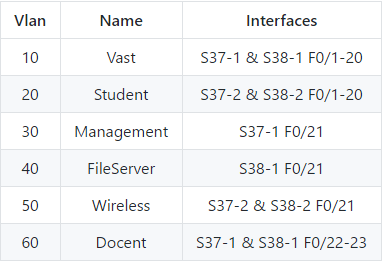 Vlan Name Interfaces
10 Vast S37-1 & S38-1 F0/1-20
20 Student S37-2 & S38-2 F0/1-20
30 Management S37-1 F0/21
40 FileServer S38-1 F0/21
50 Wireless S37-2 & S38-2 F0/21
60 Docent S37-1 & S38-1 F0/22-23